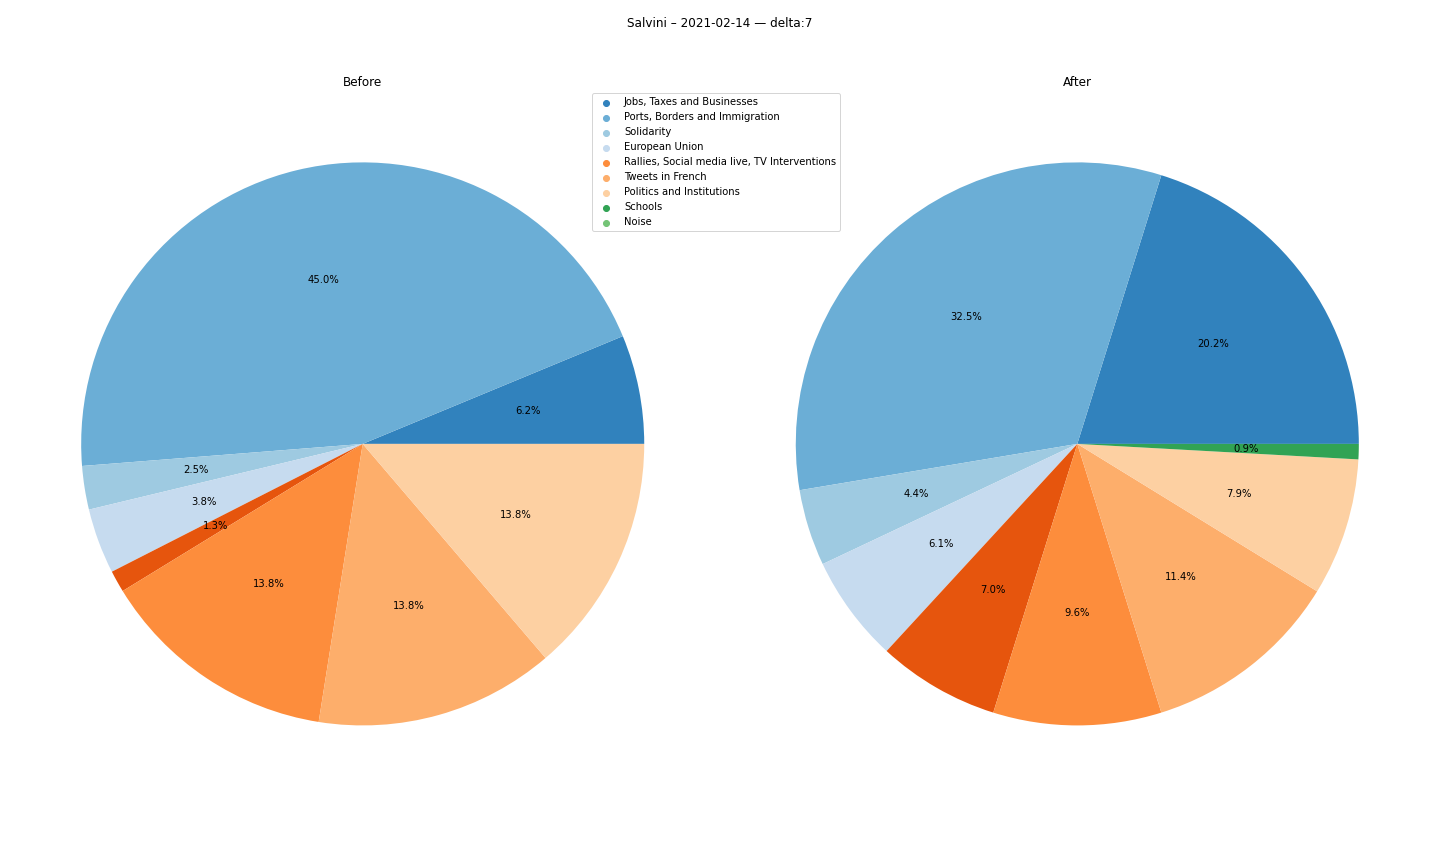 Salvini – 2021-02-14 — delta:7
Before
After
Jobs, Taxes and Businesses
Ports, Borders and Immigration
Solidarity
European Union
Rallies, Social media live, TV Interventions
Tweets in French
Politics and Institutions
Schools
Noise
45.0%
6.2%
2.5%
3.8%
1.3%
13.8%
13.8%
13.8%
32.5%
20.2%
4.4%
6.1%
7.0%
9.6%
11.4%
7.9%
0.9%